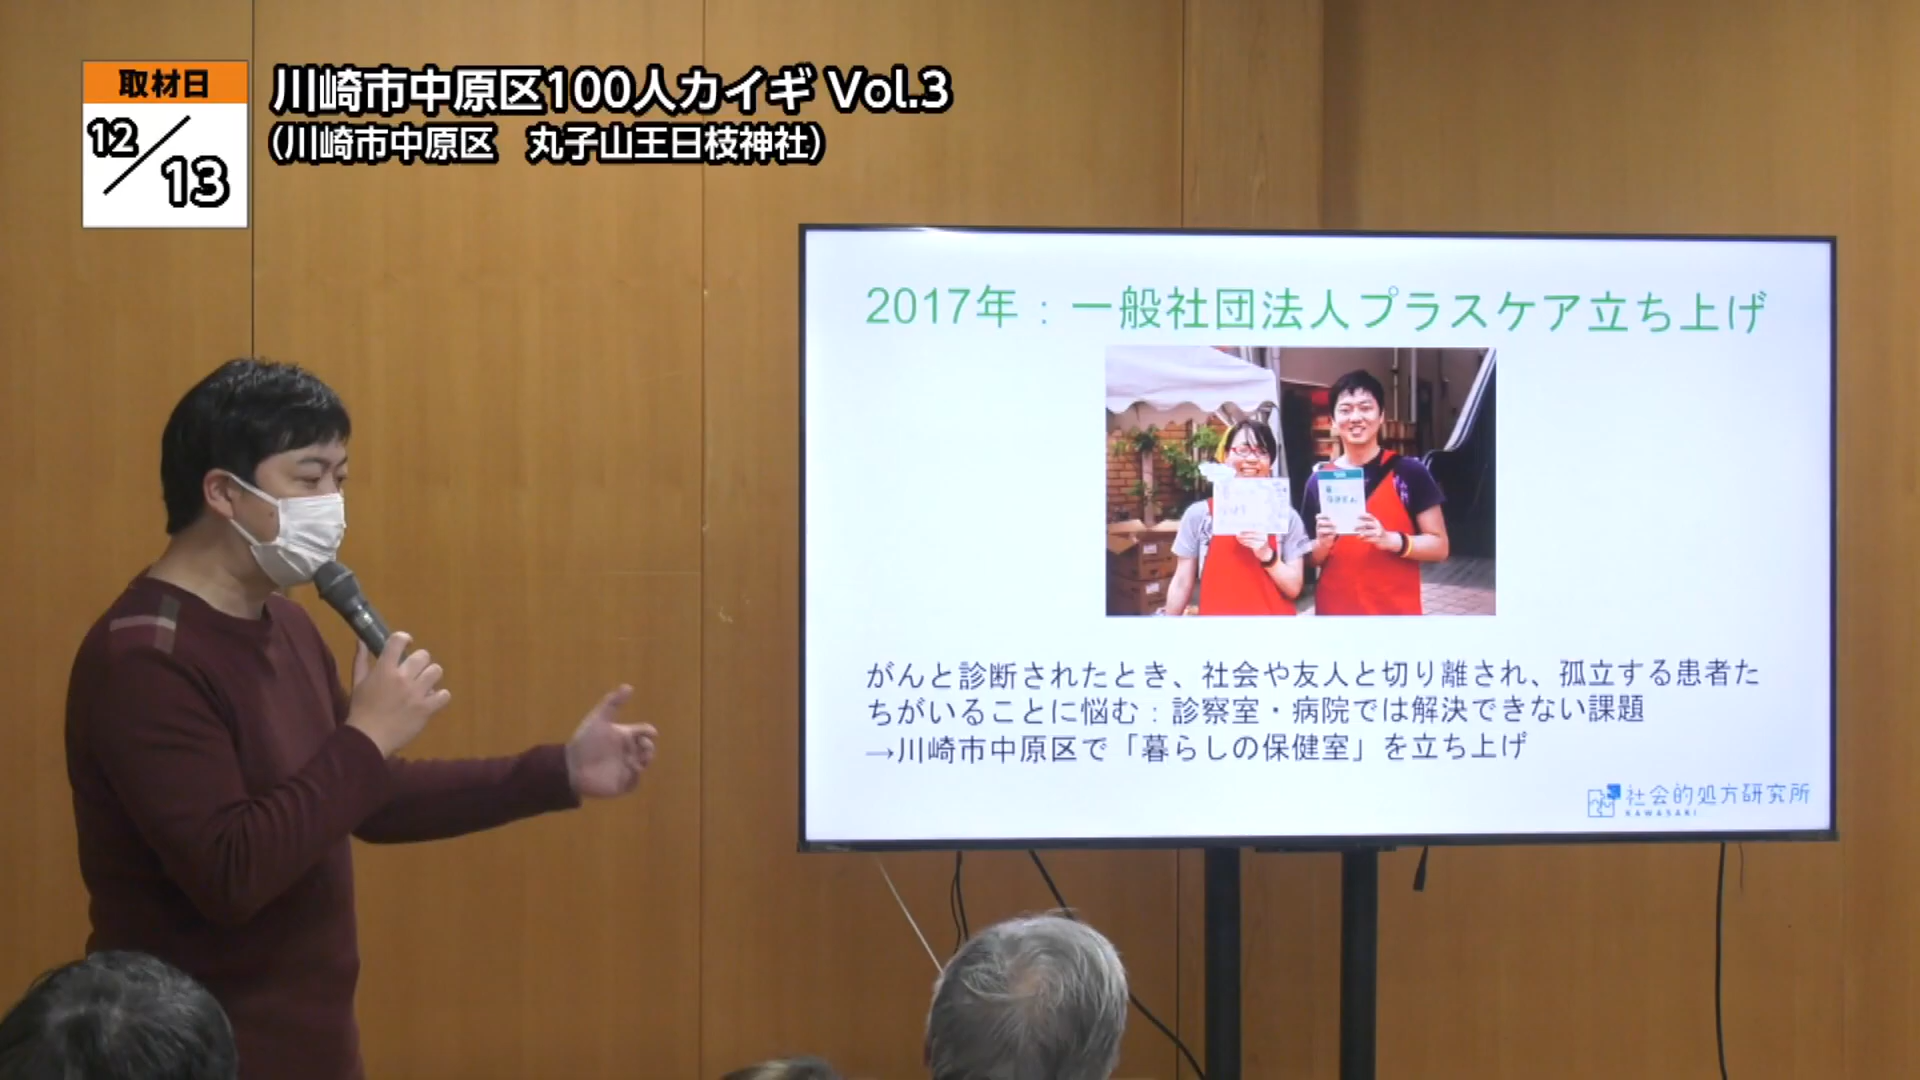 取材日
12/13
川崎市中原区100人カイギ Vol.3
(川崎市中原区　丸子山王日枝神社)
2017年：一般社団法人プラスケア立ち上げ
がんと診断されたとき、社会や友人と切り離され、孤立する患者た
ちがいることに悩む：診察室・病院では解決できない課題
→川崎市中原区で「暮らしの保健室」を立ち上げ
社会的処方研究所
KAWASAKI